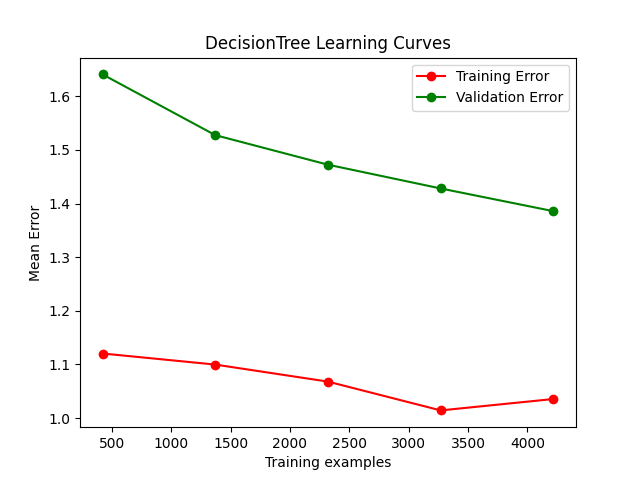 DecisionTree Learning Curves
Training Error
Validation Error
Mean Error
1.6
1.5
1.4
1.3
1.2
1.1
1.0
500 1000 1500 2000 2500 3000 3500 4000
Training examples